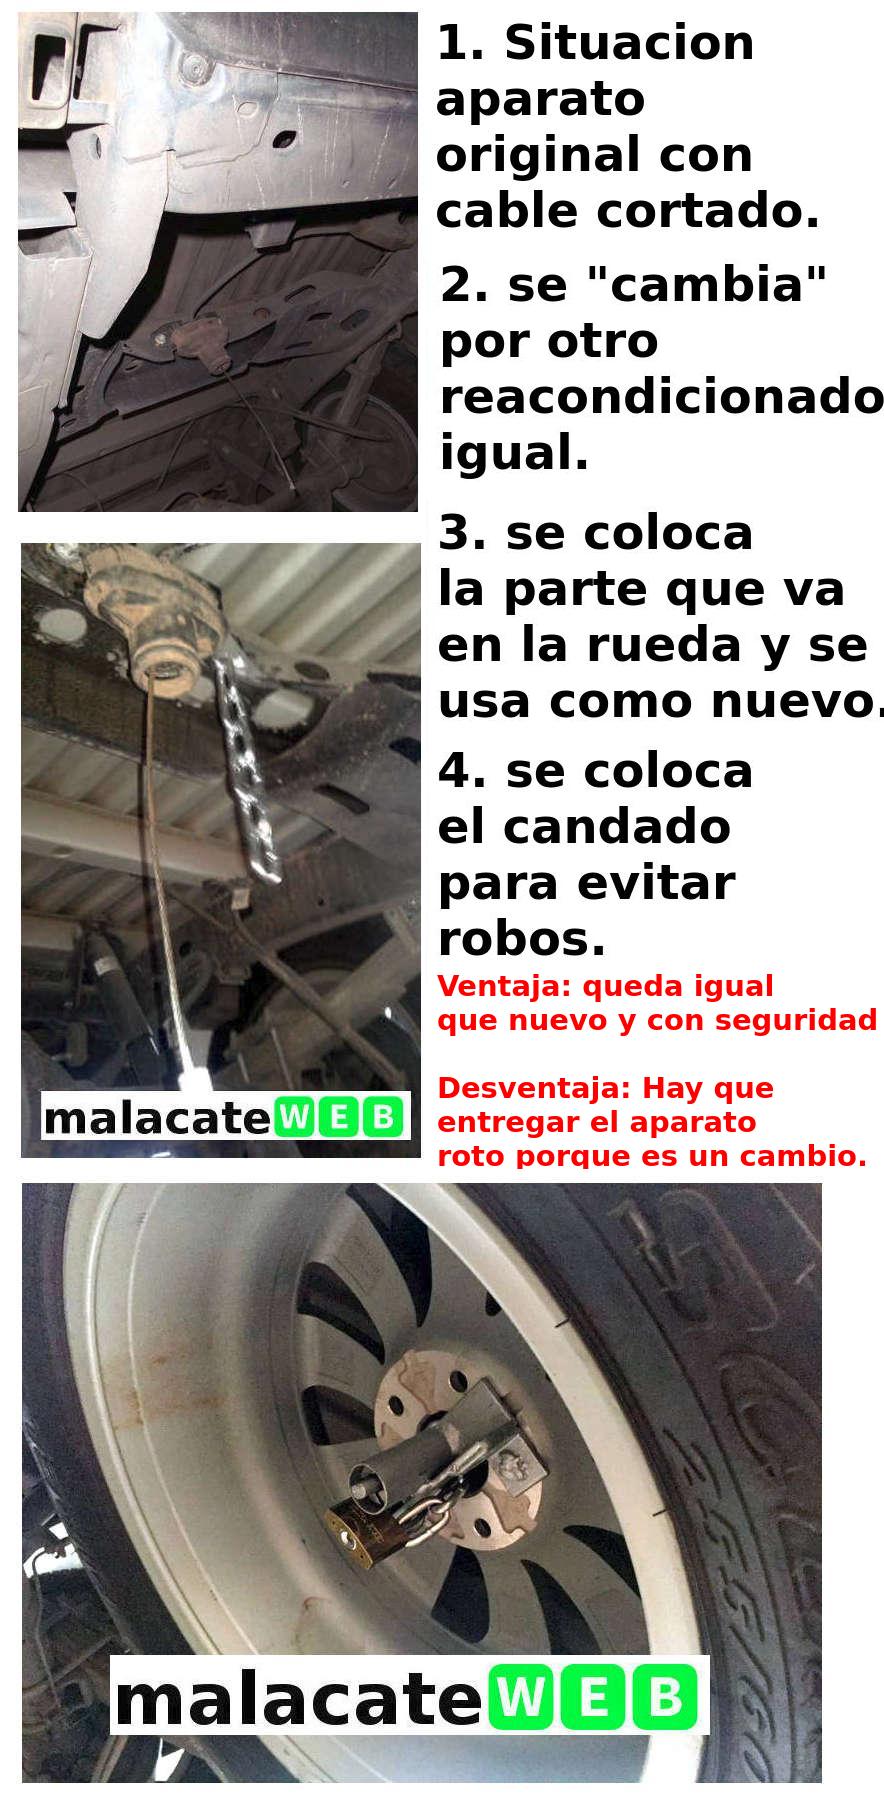 1. Situacion
aparato
original con
cable cortado.
2. se "cambia"
por otro
reacondicionado
igual.
3. se coloca
la parte que va
en la rueda y se
usa como nuevo.
4. se coloca
el candado
para evitar
robos.
Ventaja: queda igual
que nuevo y con seguridad
Desventaja: Hay que
entregar el aparato
roto porque es un cambio.
malacateWEB
malacateWEB